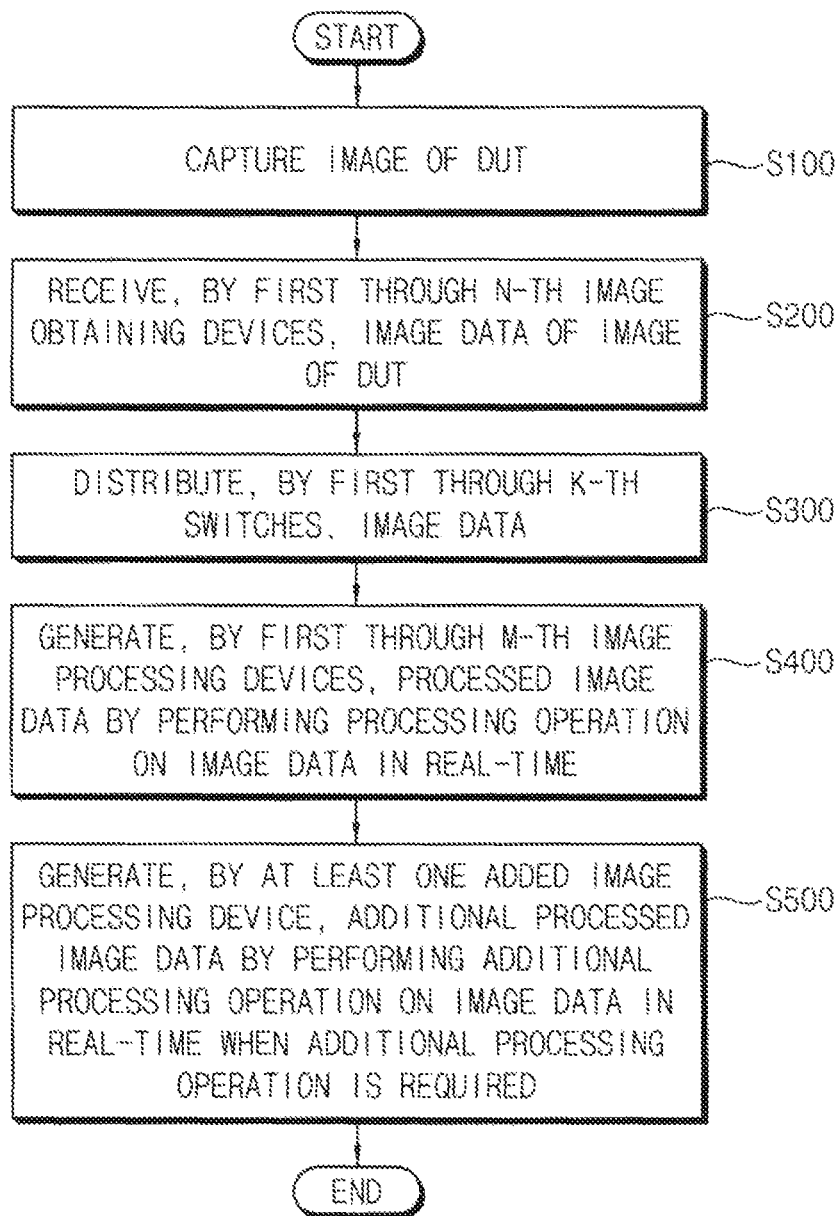 START
CAPTURE IMAGE OF DUT
S100
RECEIVE, BY FIRST THROUGH N-TH IMAGE
OBTAINING DEVICES, IMAGE DATA OF IMAGE
OF DUT
S200
DISTRIBUTE, BY FIRST THROUGH K-TH
SWITCHES, IMAGE DATA
S300
GENERATE, BY FIRST THROUGH M-TH IMAGE
PROCESSING DEVICES, PROCESSED IMAGE
DATA BY PERFORMING PROCESSING OPERATION
ON IMAGE DATA IN REAL-TIME
S400
GENERATE, BY AT LEAST ONE ADDED IMAGE
PROCESSING DEVICE, ADDITIONAL PROCESSED
IMAGE DATA BY PERFORMING ADDITIONAL
PROCESSING OPERATION ON IMAGE DATA IN
REAL-TIME WHEN ADDITIONAL PROCESSING
OPERATION IS REQUIRED
S500
END